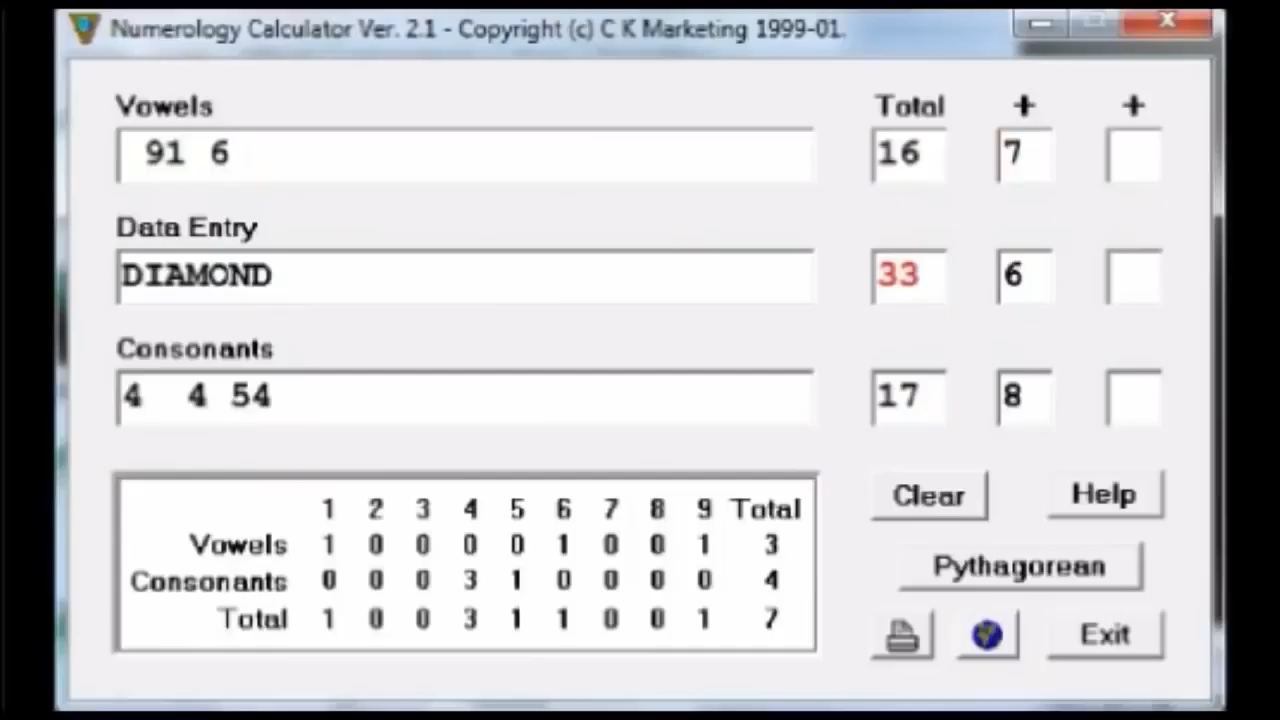 Numerology Calculator Ver. 2.1 - Copyright (c) C K Marketing 1999-01.
Vowels Total + +
91 6 16 7
Data Entry
DIAMOND 33 6
Consonants
4 4 54 17 8
1 2 3 4 5 6 7 8 9 Total
Vowels 1 0 0 0 0 1 0 0 1 3
Consonants 0 0 0 3 1 0 0 0 0 4
Total 1 0 0 3 1 1 0 0 1 7
Clear Help
Pythagorean
Exit